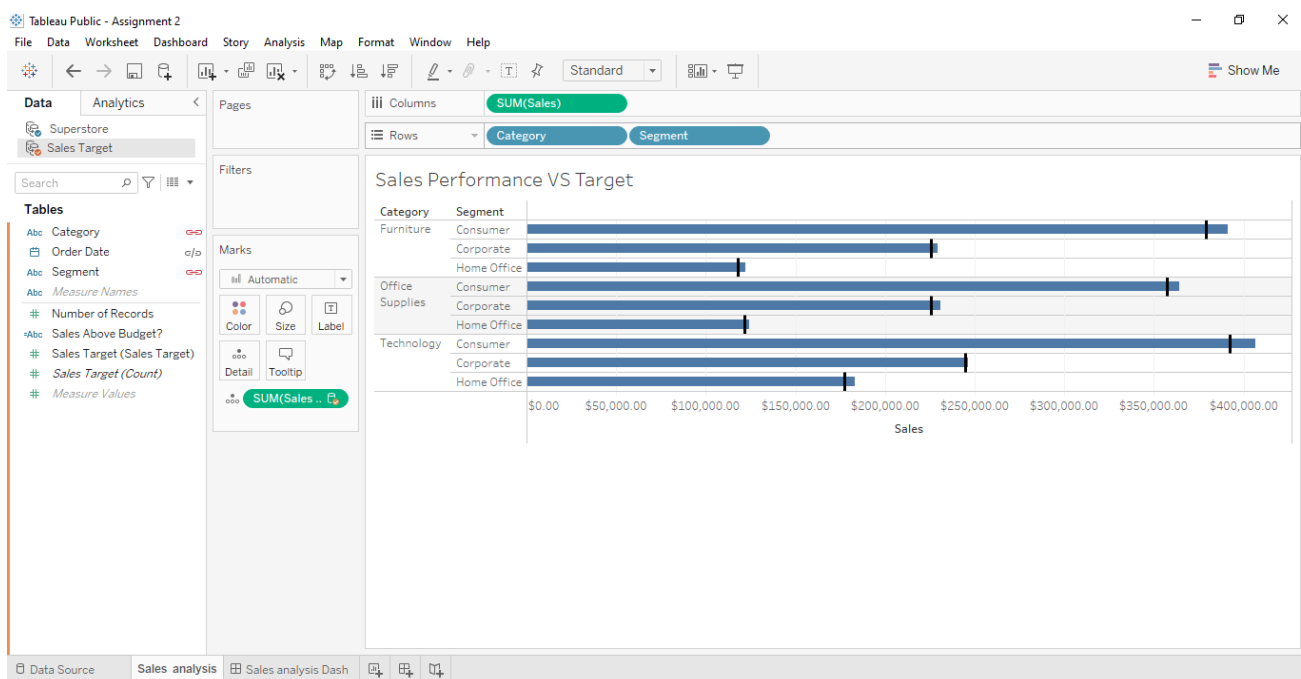 Tableau Public - Assignment 2
File Data Worksheet Dashboard Story Analysis Map Format Window Help
Standard
Show Me
Data Analytics
Superstore
Sales Target
Search
Tables
Abc Category
Order Date
Abc Segment
Abc Measure Names
# Number of Records
=Abc Sales Above Budget?
# Sales Target (Sales Target)
# Sales Target (Count)
# Measure Values
Pages
Filters
Marks
Automatic
Color Size Label
Detail Tooltip
SUM(Sales ..
Columns SUM(Sales)
Rows Category Segment
Sales Performance VS Target
Category Segment
Furniture Consumer
Corporate
Home Office
Office Supplies Consumer
Corporate
Home Office
Technology Consumer
Corporate
Home Office
$0.00 $50,000.00 $100,000.00 $150,000.00 $200,000.00 $250,000.00 $300,000.00 $350,000.00 $400,000.00
Sales
Data Source Sales analysis Sales analysis Dash